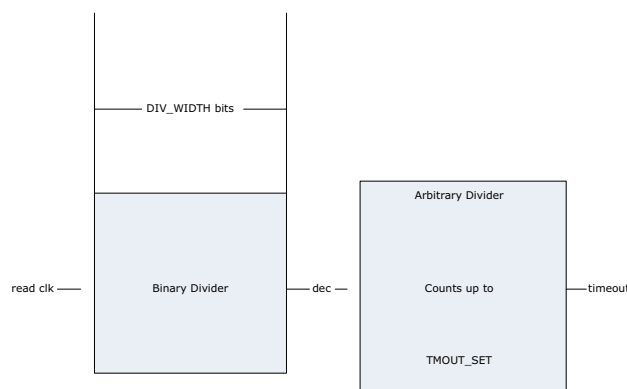 DIV_WIDTH bits
Arbitrary Divider
read clk
Binary Divider
dec
Counts up to
timeout
TMOUT_SET